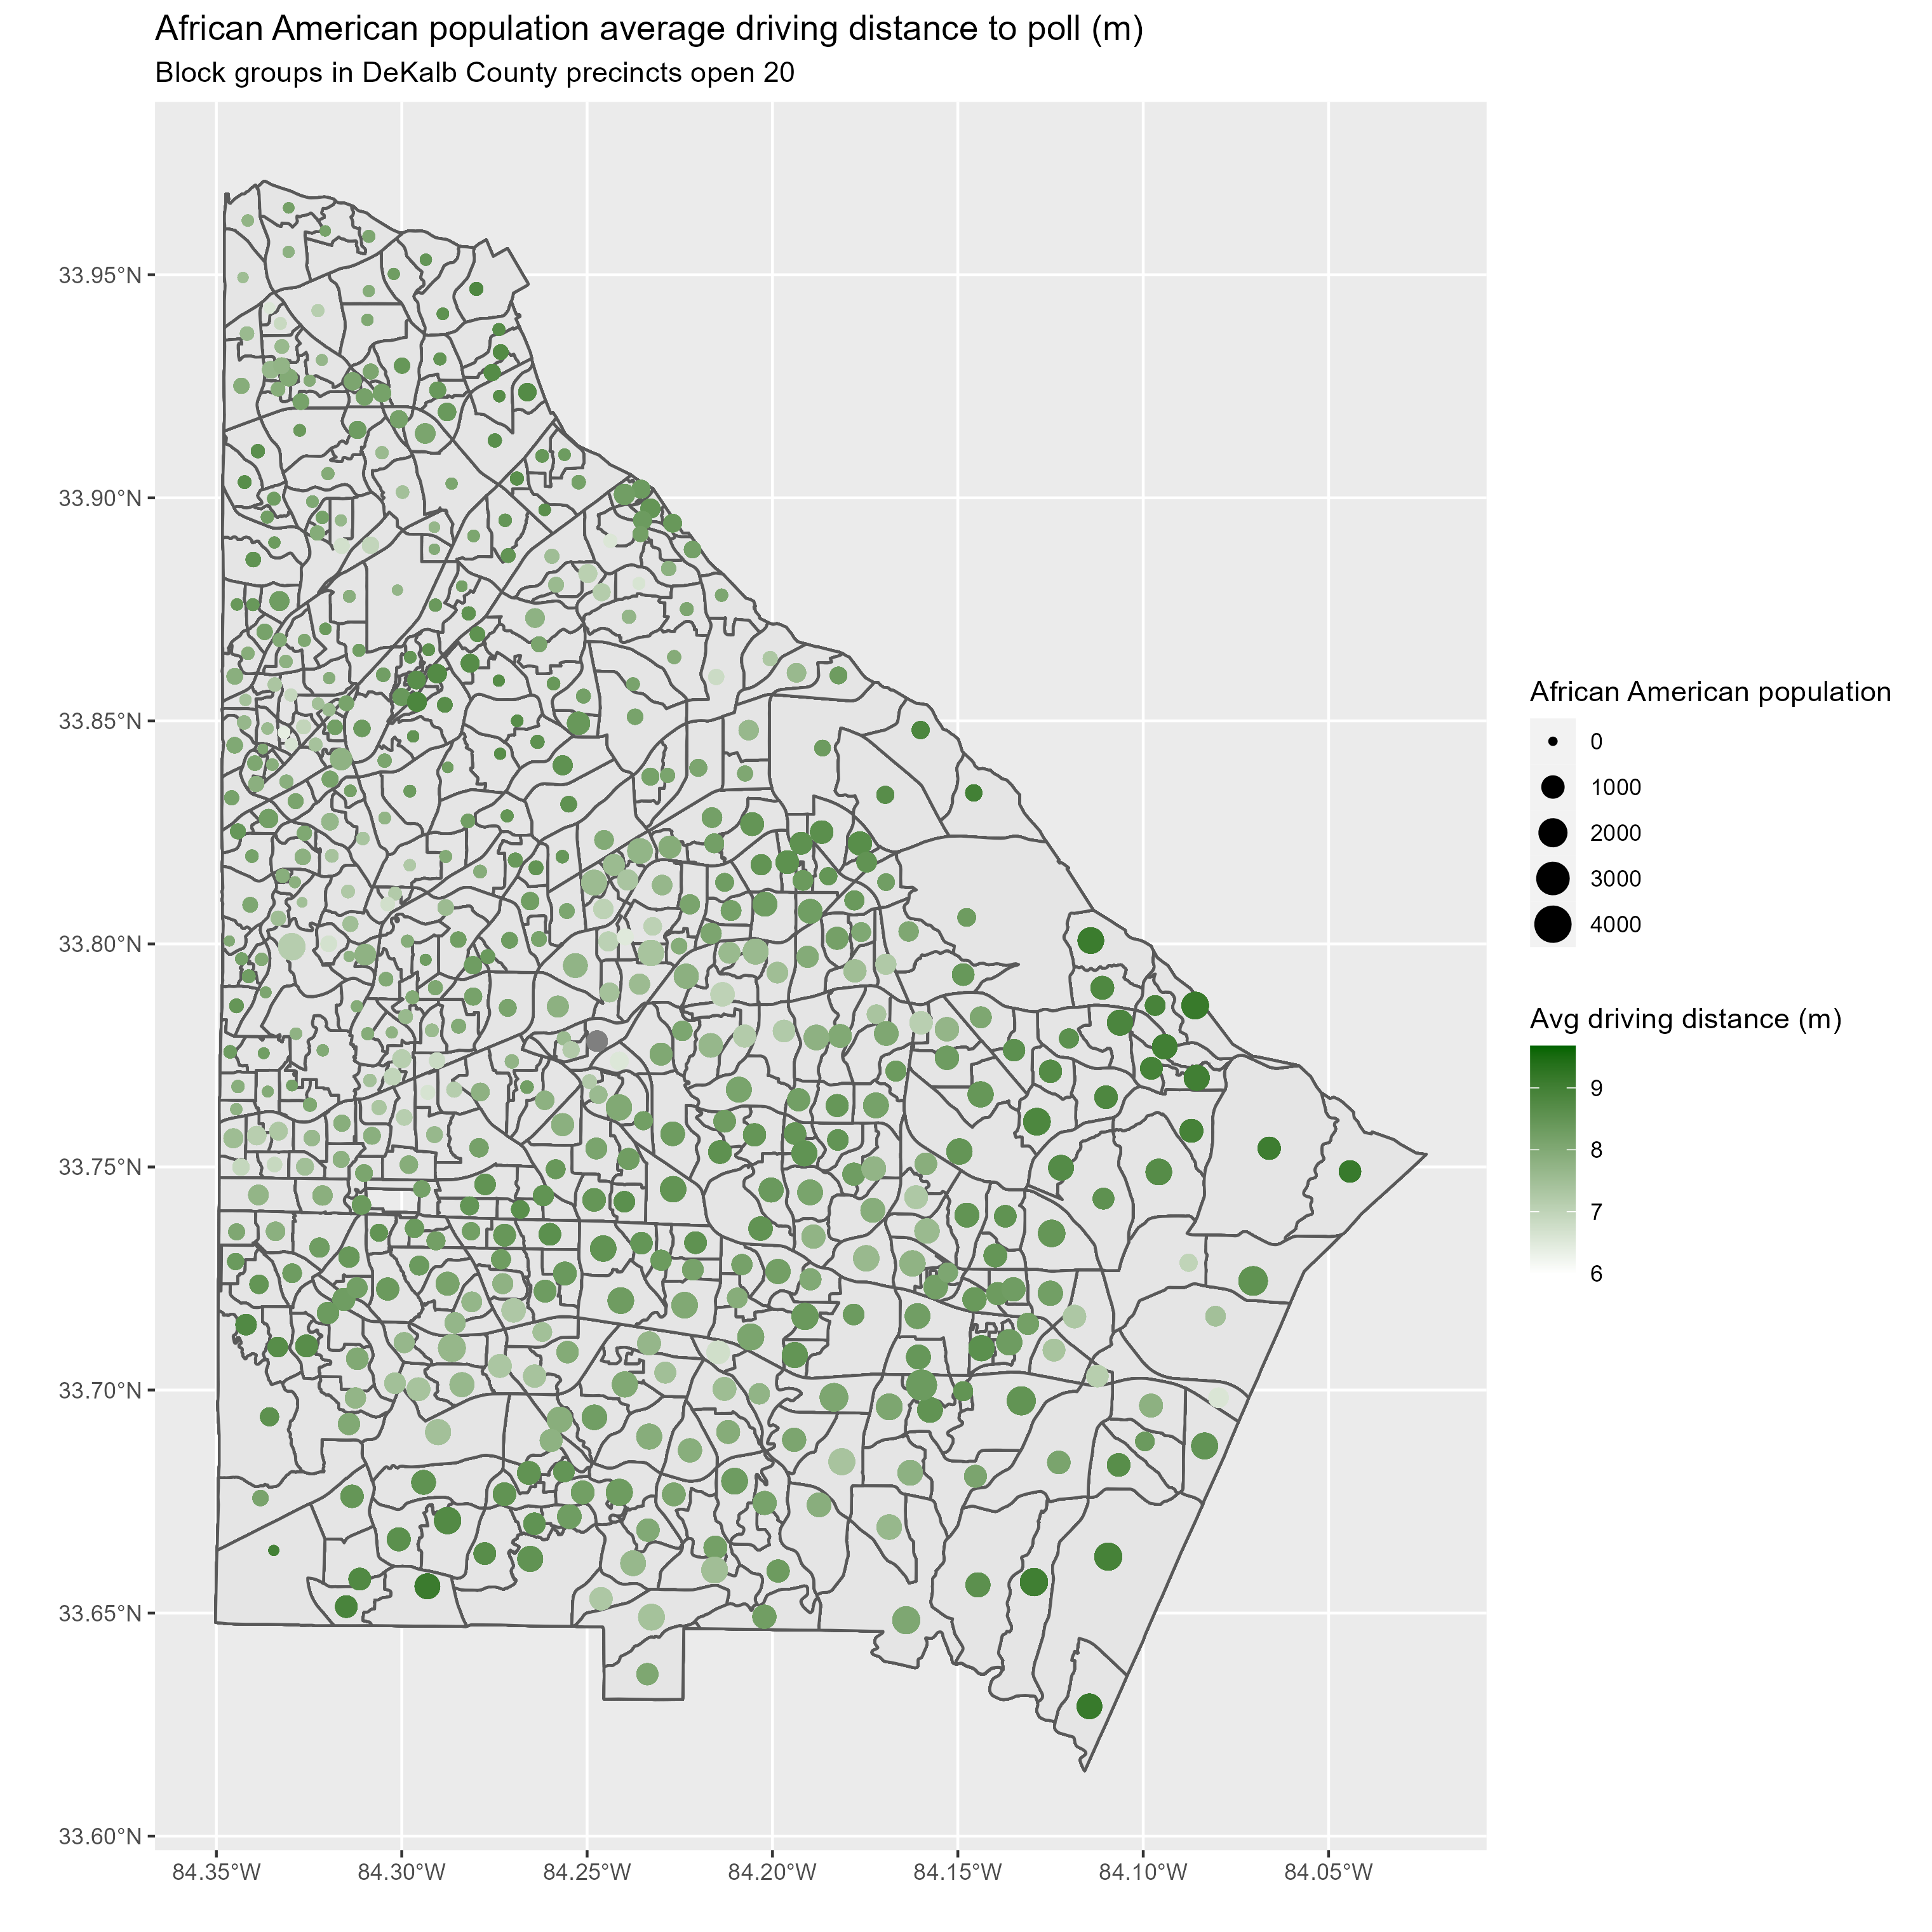 African American population average driving distance to poll (m)
Block groups in DeKalb County precincts open 20
33.95°N
33.90°N
33.85°N
33.80°N
33.75°N
33.70°N
33.65°N
33.60°N
84.35°W
84.30°W
84.25°W
84.20°W
84.15°W
84.10°W
84.05°W
African American population
0
1000
2000
3000
4000
Avg driving distance (m)
9
8
7
6